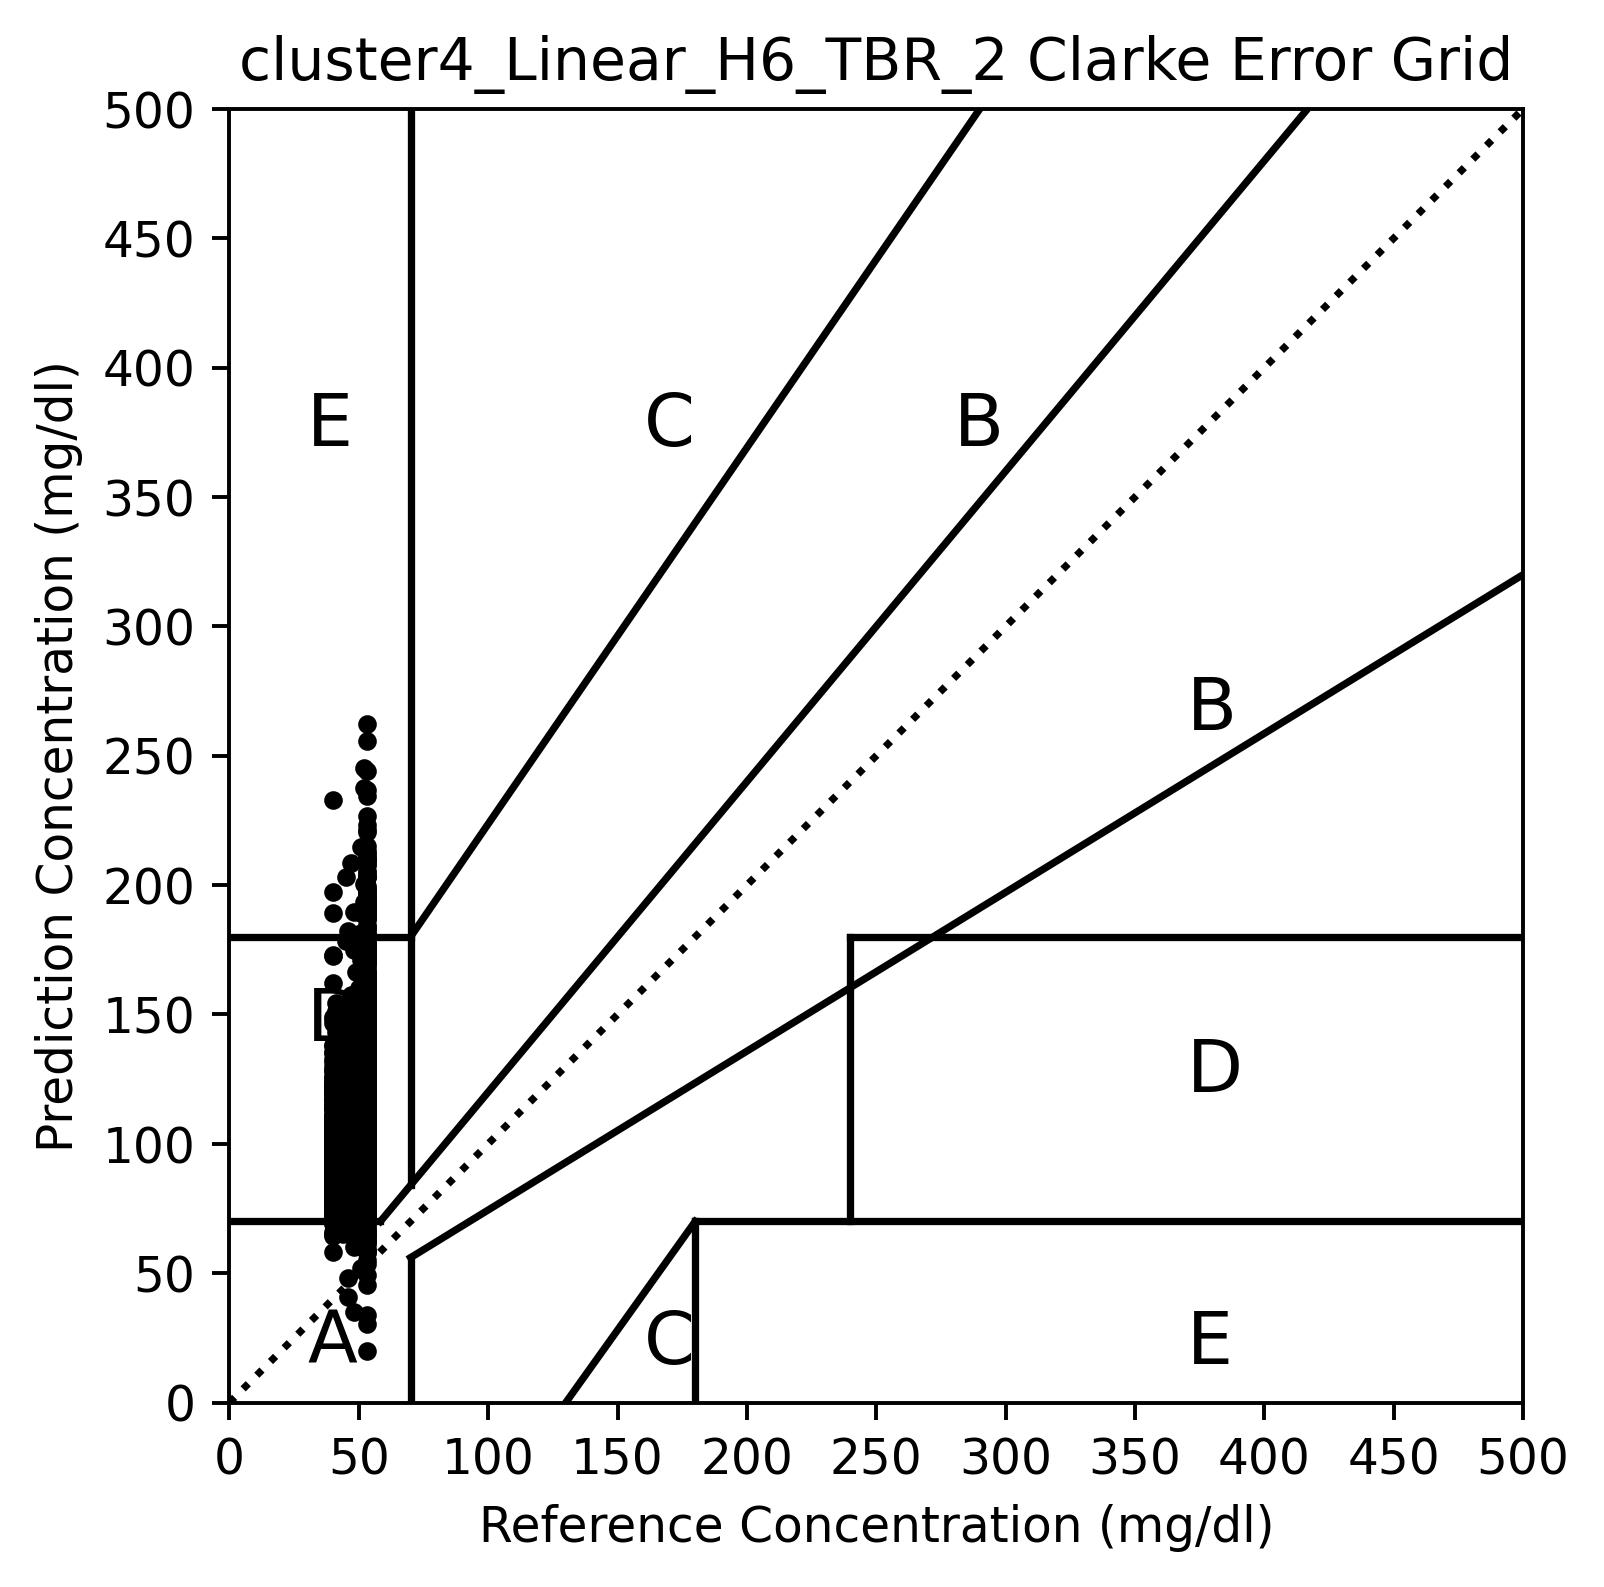 cluster4_Linear_H6_TBR_2 Clarke Error Grid
500
450
400
350
300
250
200
150
100
50
0
Prediction Concentration (mg/dl)
E
C
B
B
D
D
A
C
E
0
50
100
150
200
250
300
350
400
450
500
Reference Concentration (mg/dl)